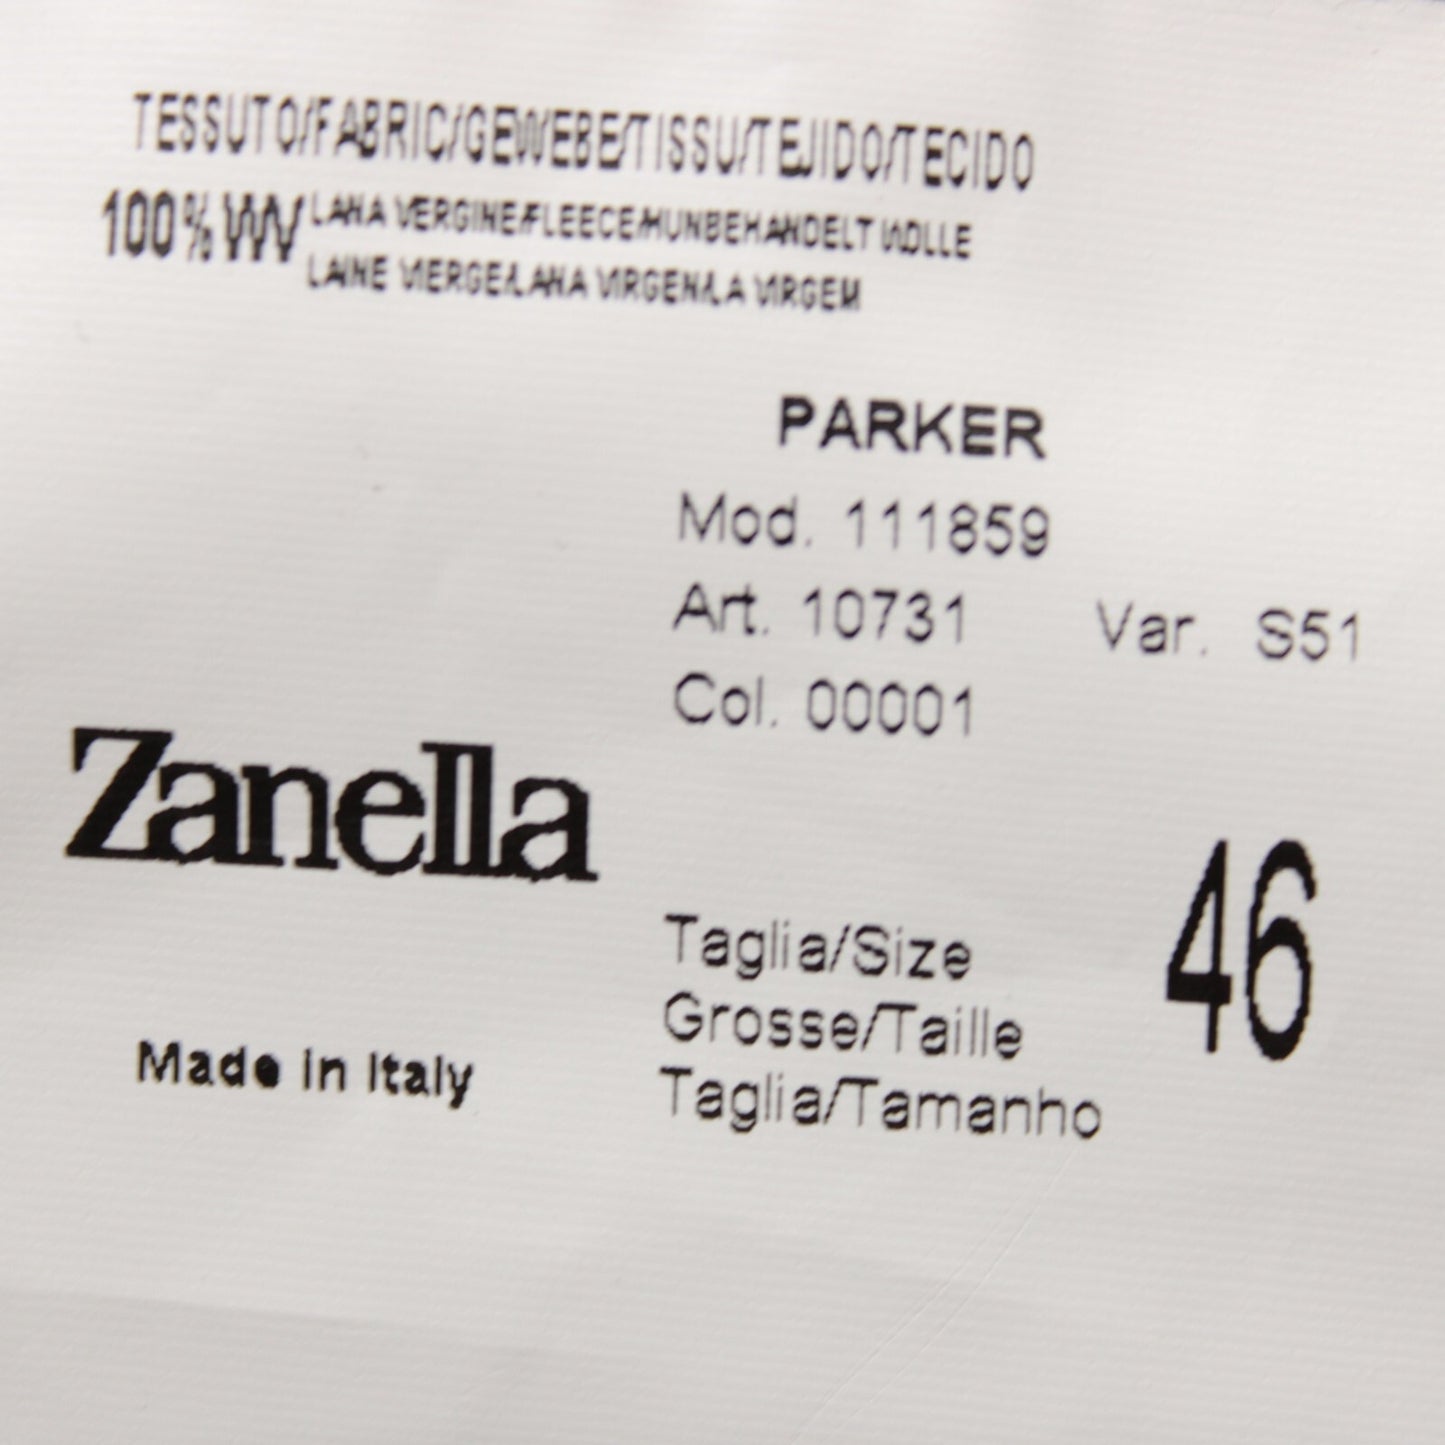 TESSUTO/FABRIC/GEWEBE/TISSU/TEJIDO/TECIDO
100% WV LANA VERGINE/FLEECE/UNBEHANDELT WOLLE
LAINE VIERGE/LANA VIRGEN/LA VIRGEM
PARKER
Mod. 111859
Art. 10731 Var. S51
Col. 00001
Zanella
Taglia/Size
46
Grosse/Taille
Made in Italy
Taglia/Tamanho